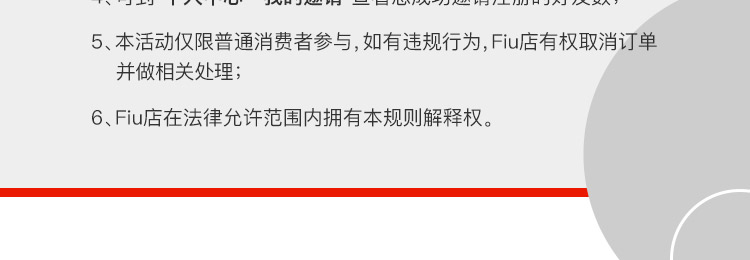 5、本活动仅限普通消费者参与,如有违规行为,Fiu店有权取消订单
并做相关处理;
6、Fiu店在法律允许范围内拥有本规则解释权。